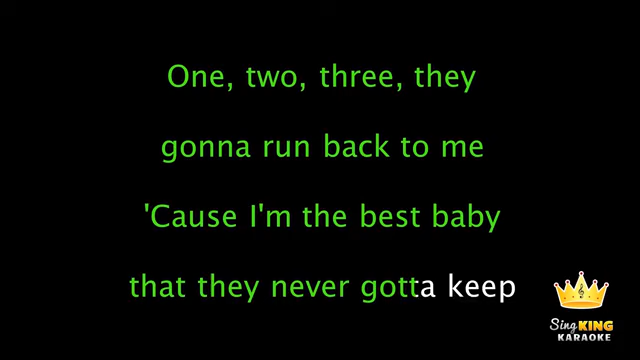 One, two, three, they
gonna run back to me
'Cause I'm the best baby
that they never gotta keep
Sing KING
KARAOKE